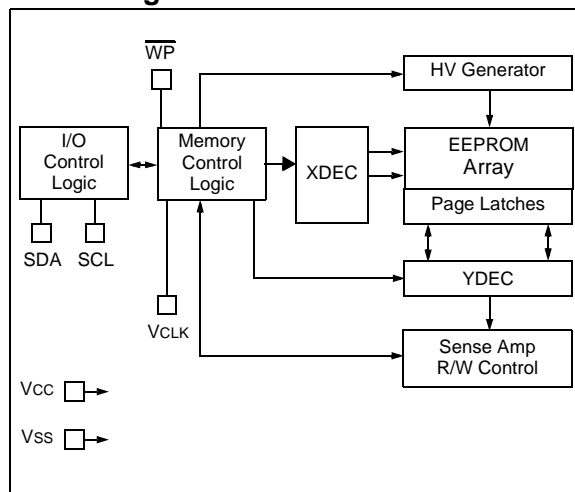 WP
HV Generator
I/O
Control
Logic
Memory
Control
Logic
XDEC
EEPROM
Array
Page Latches
SDA SCL
YDEC
VCLK
Sense Amp
R/W Control
VCC
VSS